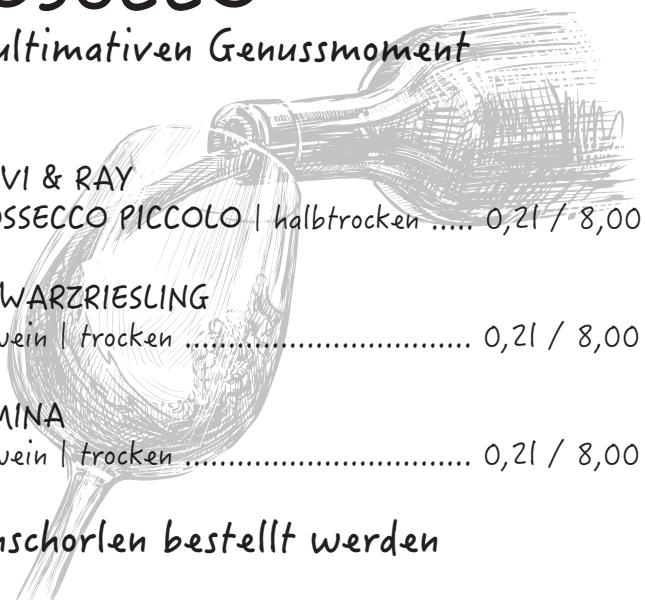 ultimativen Genussmoment
VI & RAY
OSSECCO PICCOLO | halbtrocken ..... 0,2l / 8,00
WARZRIESLING
wein | trocken ................................. 0,2l / 8,00
MINA
wein | trocken ................................. 0,2l / 8,00
nschorlen bestellt werden